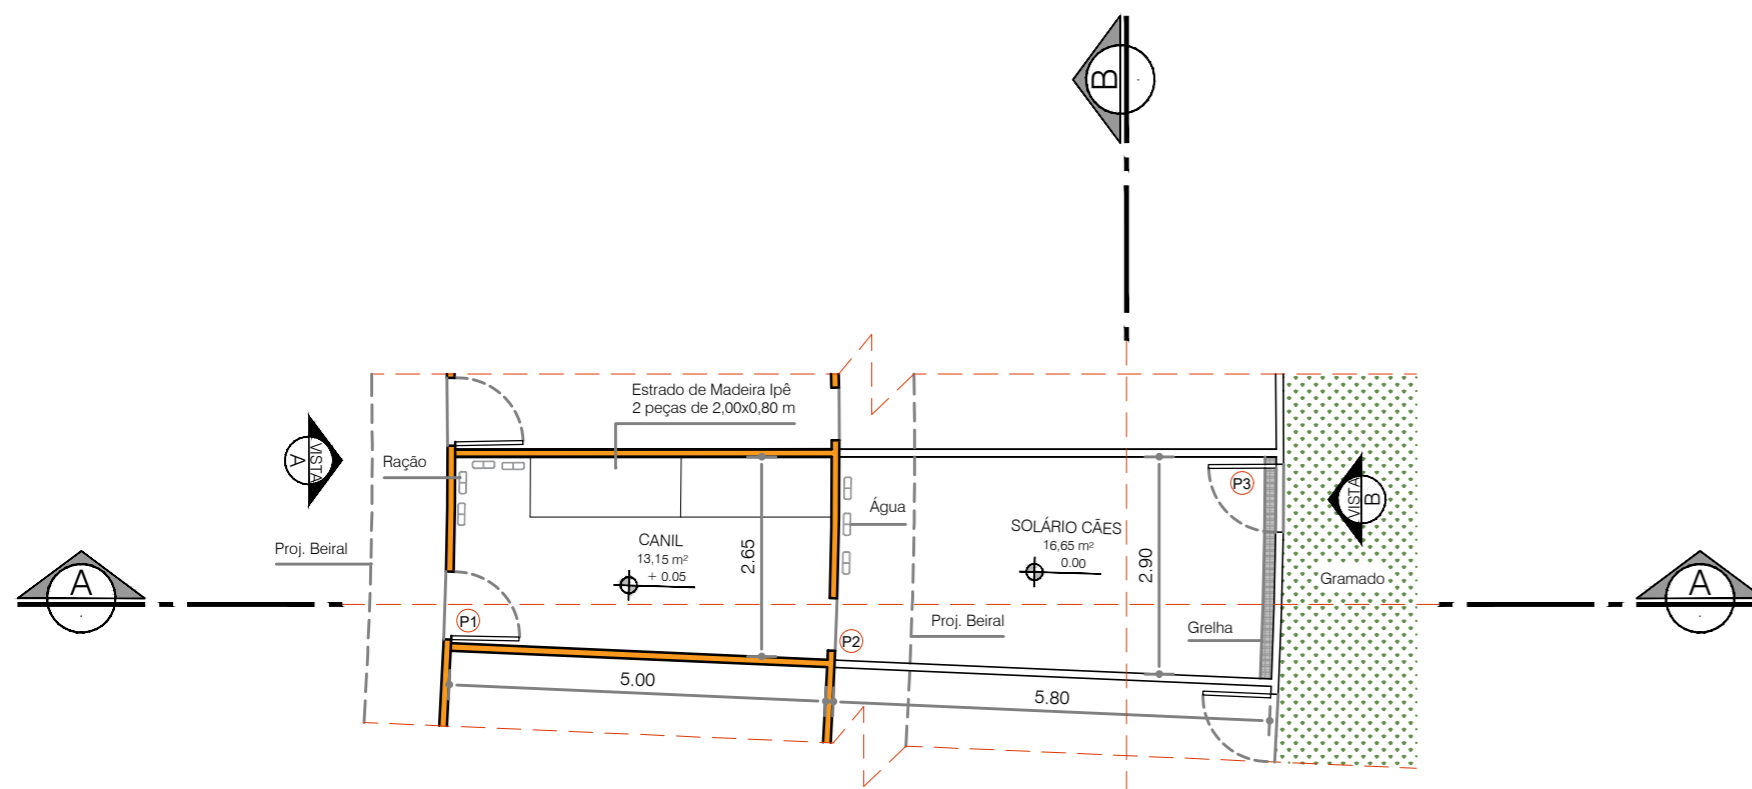 B
Estrado de Madeira Ipê
2 peças de 2,00x0,80 m
VISTA
A
Ração
P3
VISTA
B
Água
SOLÁRIO CÃES
16,65 m²
0.00
CANIL
13,15 m²
+ 0.05
2.65
2.90
Proj. Beiral
A
Gramado
A
P1
Proj. Beiral
Grelha
P2
5.00
5.80